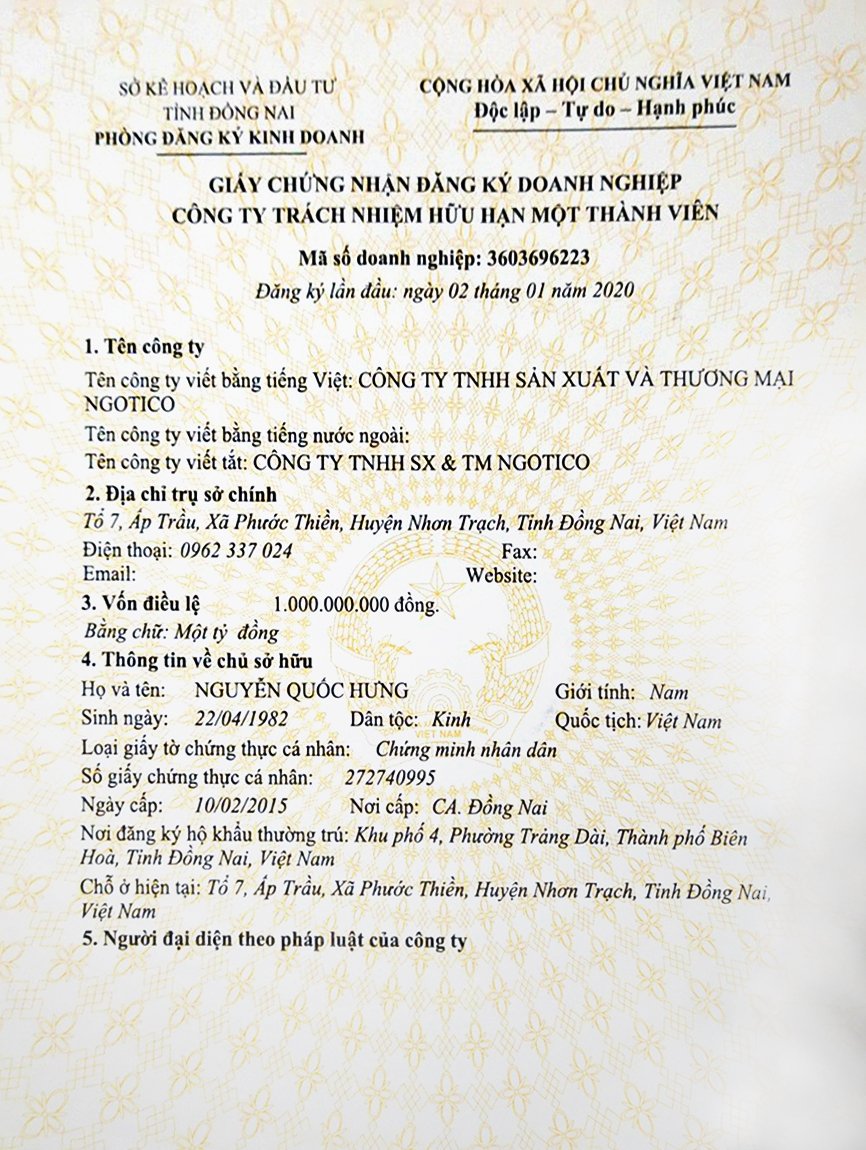 SỞ KẾ HOẠCH VÀ ĐẦU TƯ
TỈNH ĐỒNG NAI
PHÒNG ĐĂNG KÝ KINH DOANH
CỘNG HÒA XÃ HỘI CHỦ NGHĨA VIỆT NAM
Độc lập – Tự do – Hạnh phúc
GIẤY CHỨNG NHẬN ĐĂNG KÝ DOANH NGHIỆP
CÔNG TY TRÁCH NHIỆM HỮU HẠN MỘT THÀNH VIÊN
Mã số doanh nghiệp: 3603696223
Đăng ký lần đầu: ngày 02 tháng 01 năm 2020
1. Tên công ty
Tên công ty viết bằng tiếng Việt: CÔNG TY TNHH SẢN XUẤT VÀ THƯƠNG MẠI
NGOTICO
Tên công ty viết bằng tiếng nước ngoài:
Tên công ty viết tắt: CÔNG TY TNHH SX & TM NGOTICO
2. Địa chỉ trụ sở chính
Tổ 7, Ấp Trầu, Xã Phước Thiền, Huyện Nhơn Trạch, Tỉnh Đồng Nai, Việt Nam
Điện thoại: 0962 337 024 Fax:
Email: Website:
3. Vốn điều lệ 1.000.000.000 đồng.
Bằng chữ: Một tỷ đồng
4. Thông tin về chủ sở hữu
Họ và tên: NGUYỄN QUỐC HƯNG Giới tính: Nam
Sinh ngày: 22/04/1982 Dân tộc: Kinh Quốc tịch: Việt Nam
VIỆT NAM
Loại giấy tờ chứng thực cá nhân: Chứng minh nhân dân
Số giấy chứng thực cá nhân: 272740995
Ngày cấp: 10/02/2015 Nơi cấp: CA. Đồng Nai
Nơi đăng ký hộ khẩu thường trú: Khu phố 4, Phường Trảng Dài, Thành phố Biên
Hoà, Tỉnh Đồng Nai, Việt Nam
Chỗ ở hiện tại: Tổ 7, Ấp Trầu, Xã Phước Thiền, Huyện Nhơn Trạch, Tỉnh Đồng Nai,
Việt Nam
5. Người đại diện theo pháp luật của công ty